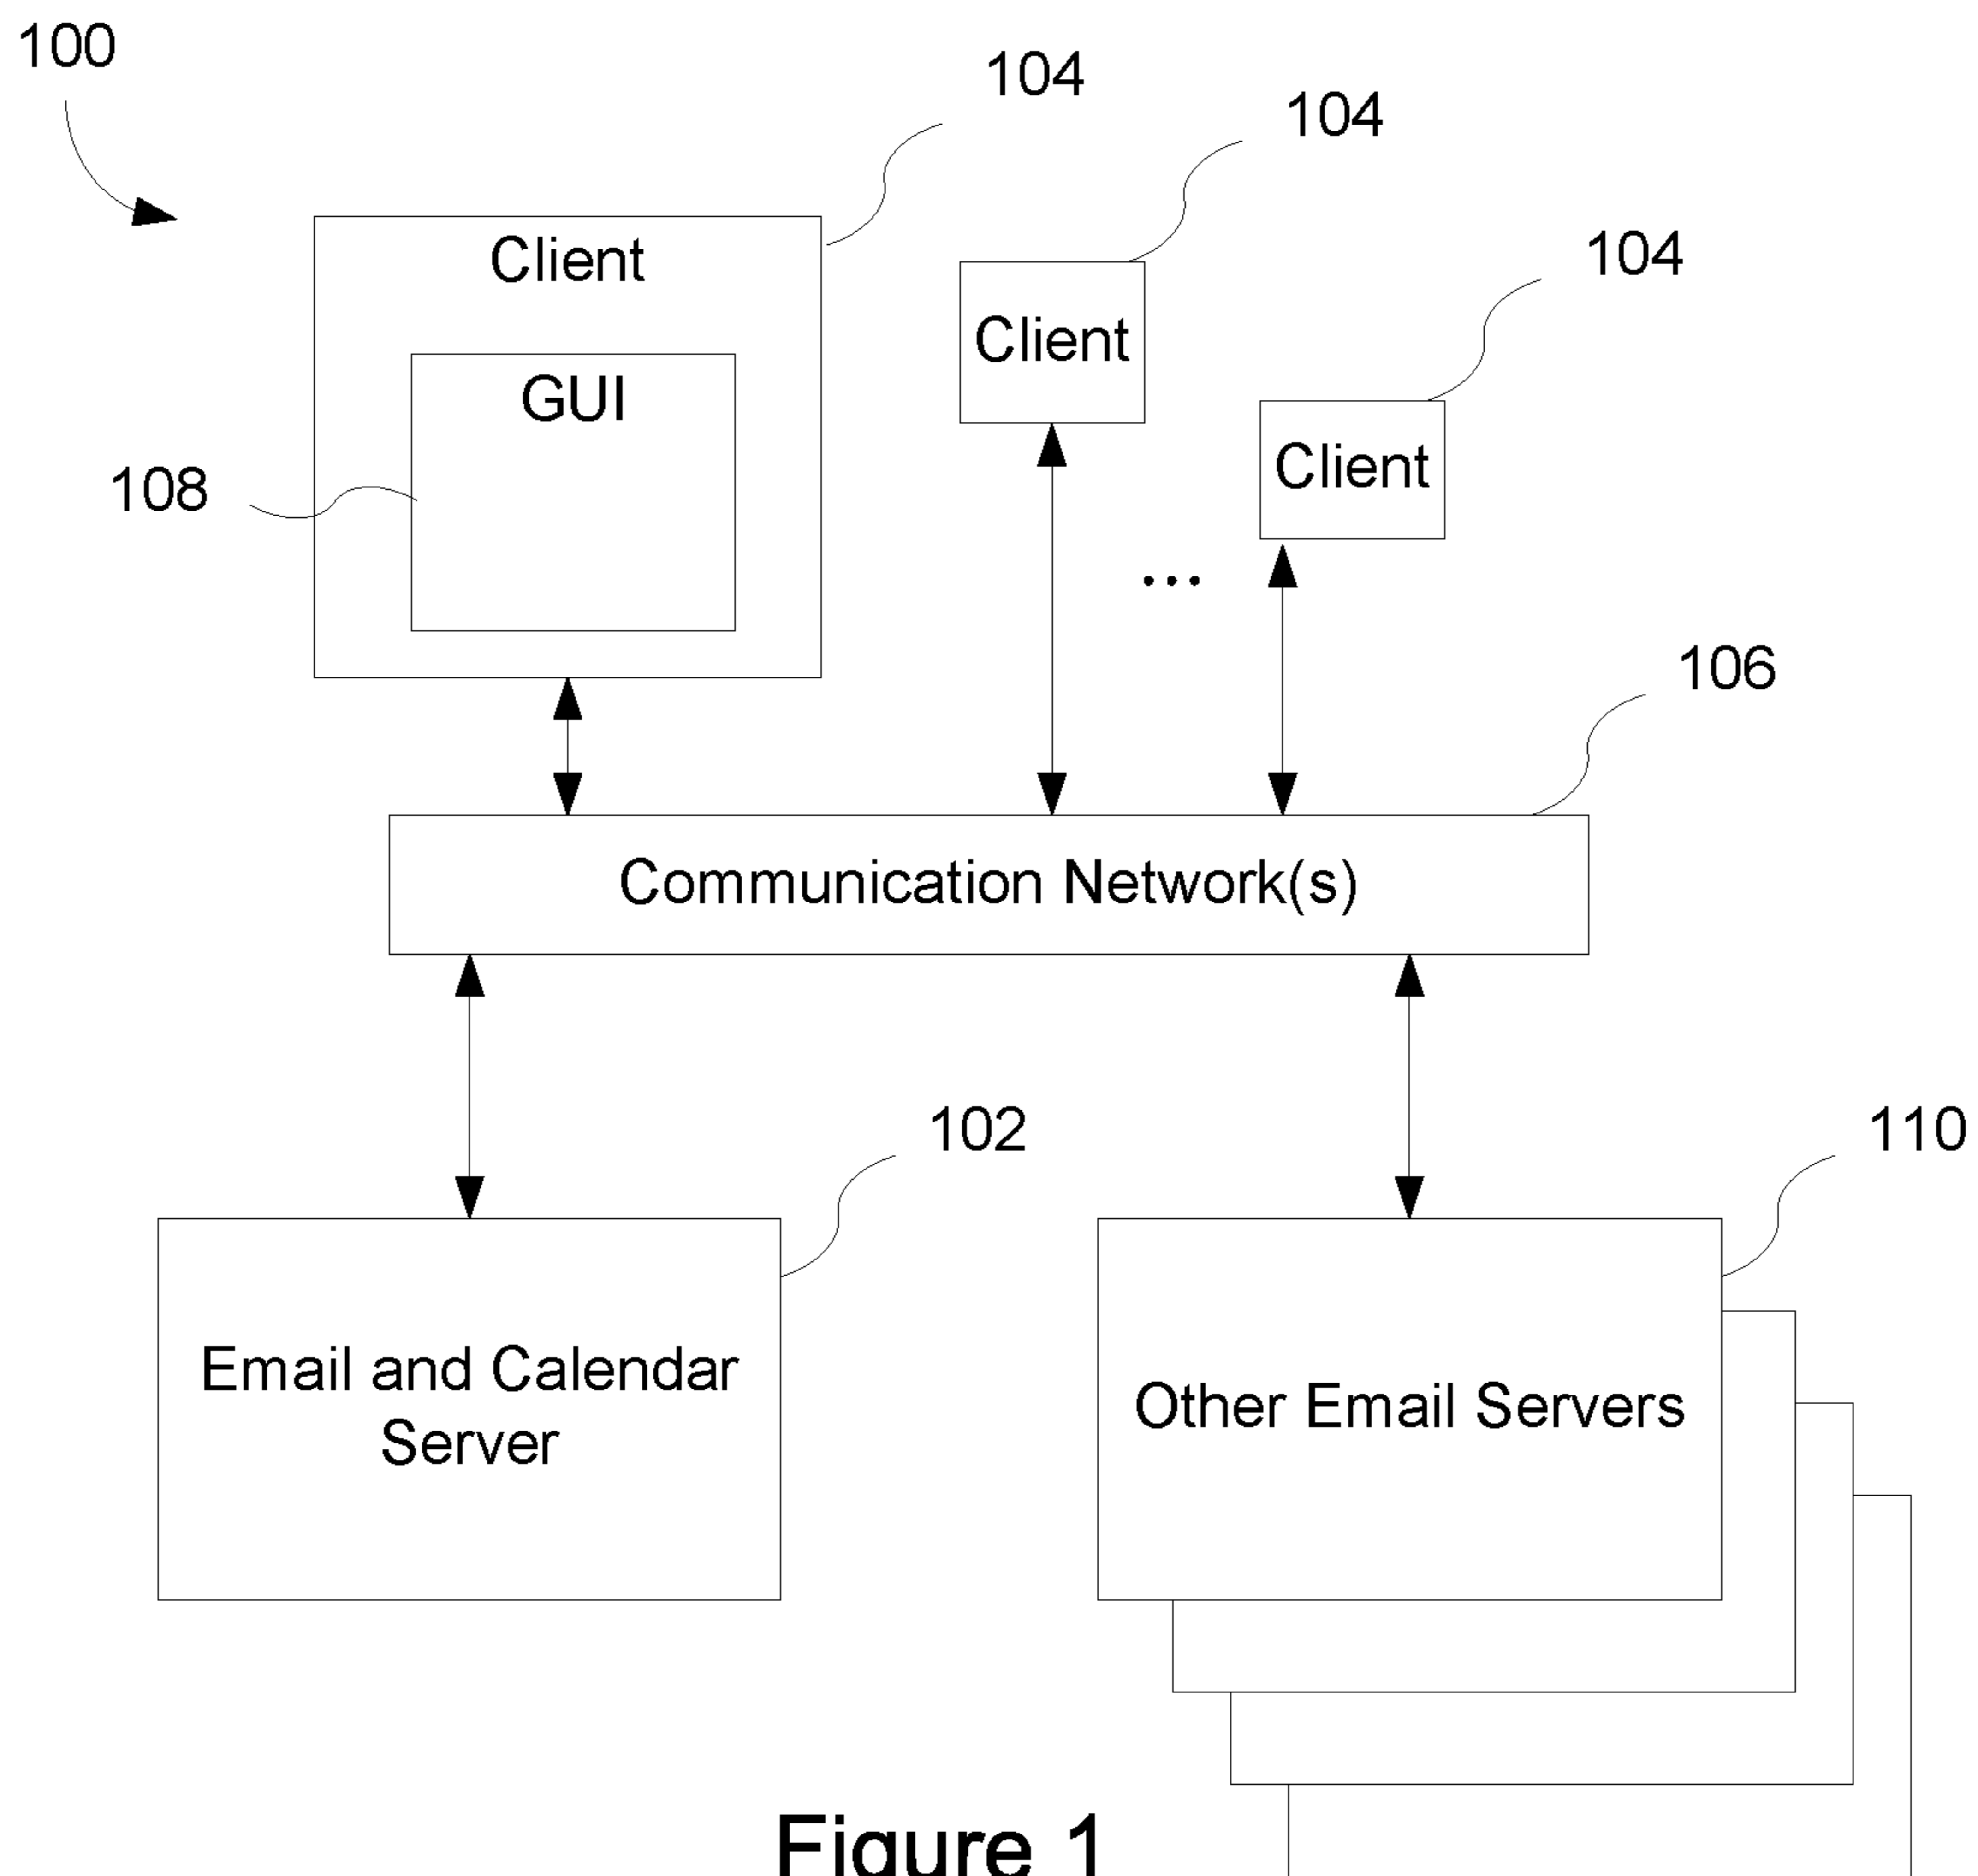 100
104
104
104
Client
Client
GUI
Client
108
...
106
Communication Network(s)
102
110
Email and Calendar
Server
Other Email Servers
Figure 1